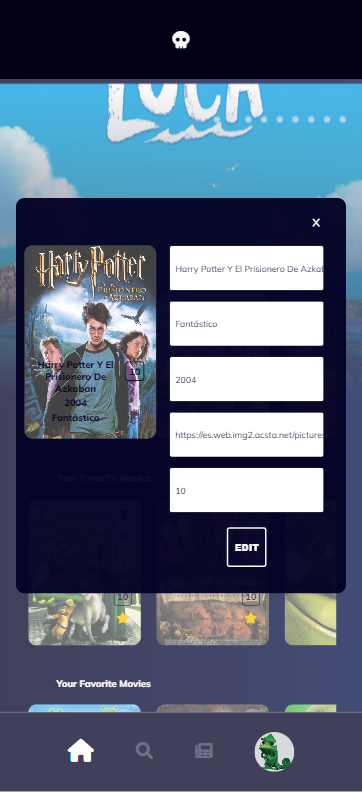 LUCA
X
Harry Potter
Y EL
PRISIONERO
DE
AZKABAN
Harry Potter Y El
Prisionero De
Azkaban
10
2004
Fantástico
Harry Potter Y El Prisionero De Azkab
Fantástico
2004
https://es.web.img2.acsta.net/pictures
10
EDIT
Your Favorite Movies
10
10
Your Favorite Movies